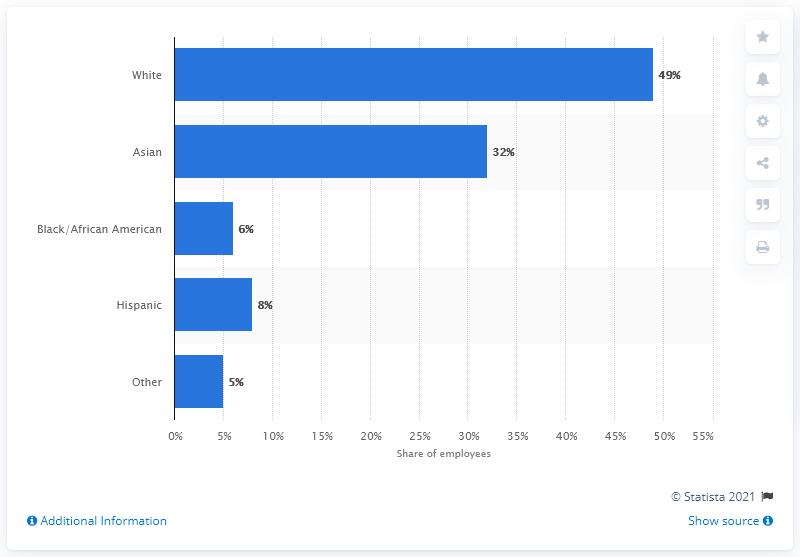 White
49%
Asian
32%
Black/African American
6%
Hispanic
8%
Other
5%
0% 5% 10% 15% 20% 25% 30% 35% 40% 45% 50% 55%
Share of employees
© Statista 2021
Additional Information
Show source